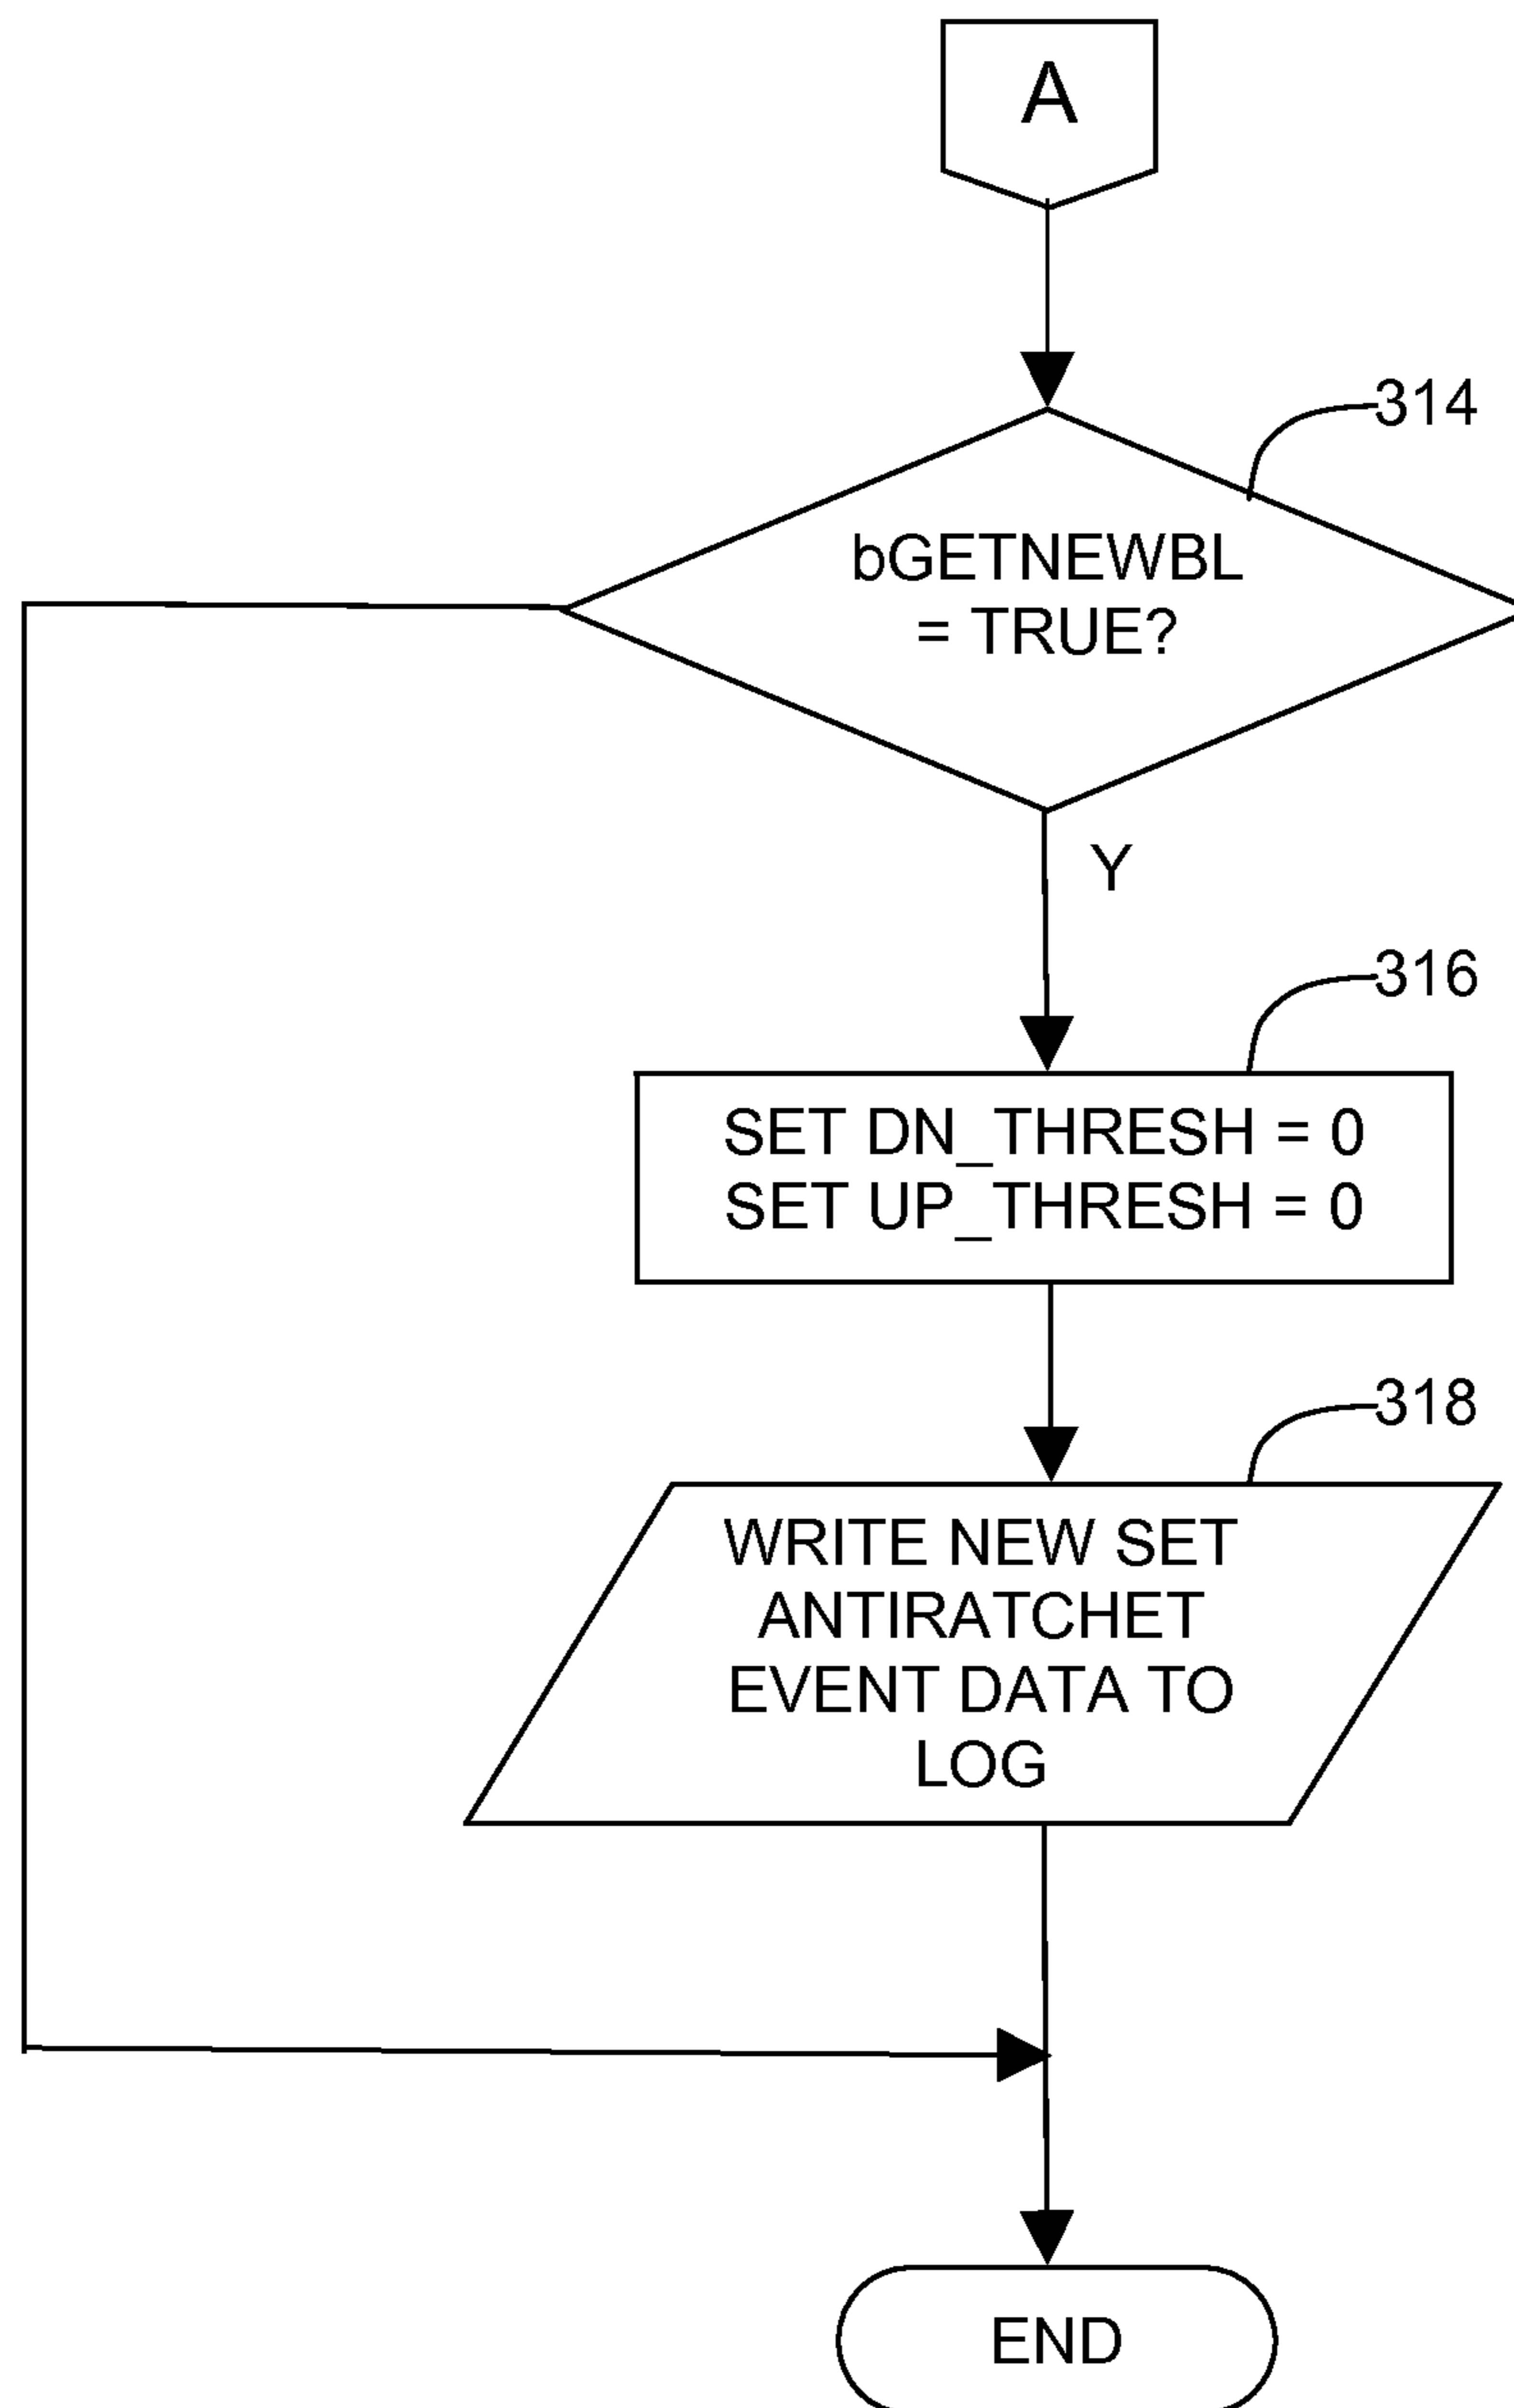 A
314
bGETNEWBL
= TRUE?
Y
316
SET DN_THRESH = 0
SET UP_THRESH = 0
318
WRITE NEW SET
ANTIRATCHET
EVENT DATA TO
LOG
END